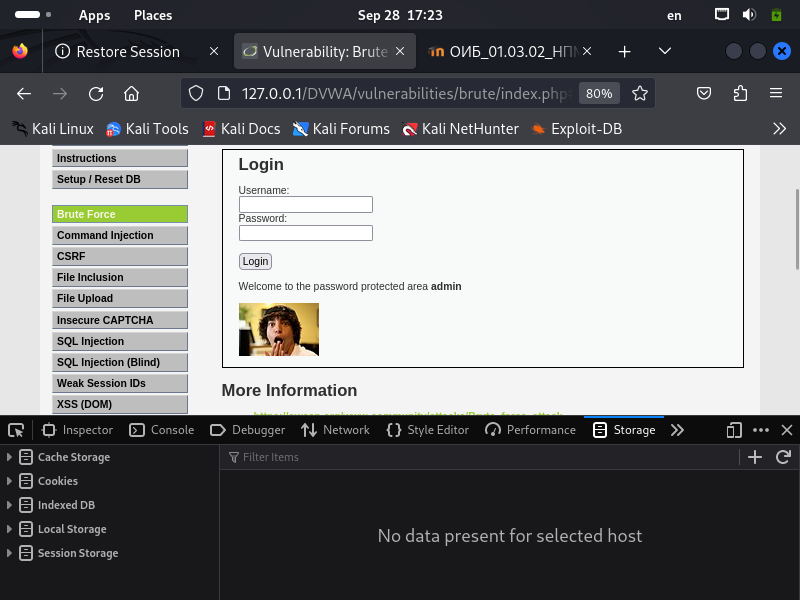 Apps Places Sep 28 17:23 en
Restore Session Vulnerability: Brute ОИБ_01.03.02_НПМ
127.0.0.1/DVWA/vulnerabilities/brute/index.php 80%
Kali Linux Kali Tools Kali Docs Kali Forums Kali NetHunter Exploit-DB
Instructions
Setup / Reset DB
Brute Force
Command Injection
CSRF
File Inclusion
File Upload
Insecure CAPTCHA
SQL Injection
SQL Injection (Blind)
Weak Session IDs
XSS (DOM)
Login
Username:
Password:
Login
Welcome to the password protected area admin
More Information
Inspector Console Debugger Network Style Editor Performance Storage
Cache Storage
Cookies
Indexed DB
Local Storage
Session Storage
Filter Items
No data present for selected host